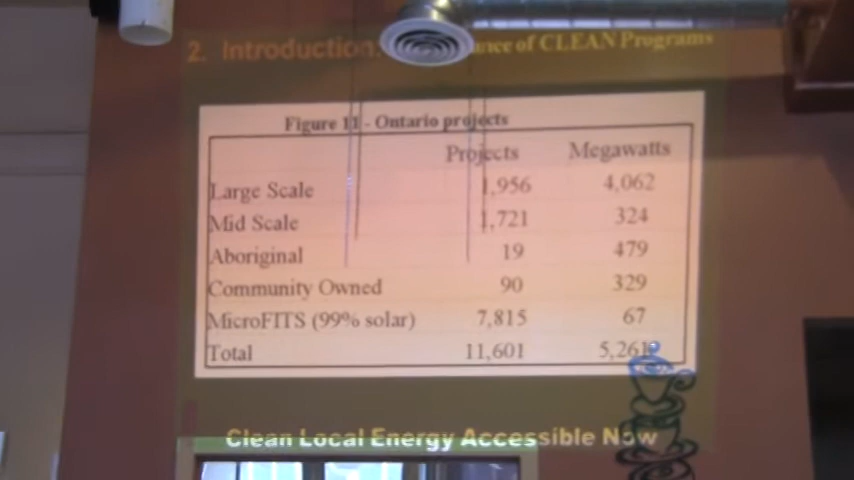 2. Introduction: ance of CLEAN Programs
Figure 11 - Ontario projects
Projects Megawatts
Large Scale 1,956 4,062
Mid Scale 1,721 324
Aboriginal 19 479
Community Owned 90 329
MicroFITS (99% solar) 7,815 67
Total 11,601 5,261
Clean Local Energy Accessible Now